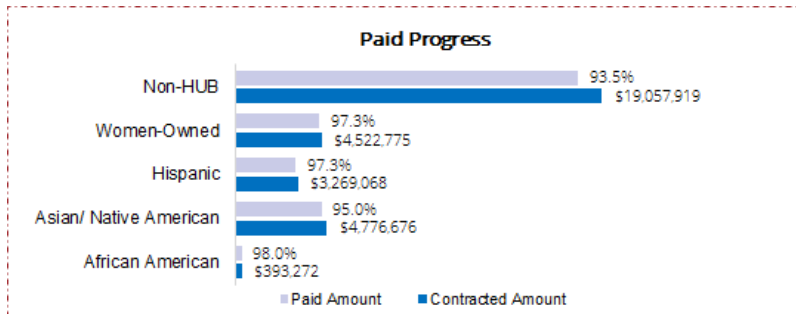 Paid Progress
Non-HUB
93.5%
$19,057,919
Women-Owned
97.3%
$4,522,775
Hispanic
97.3%
$3,269,068
Asian/ Native American
95.0%
$4,776,676
African American
98.0%
$393,272
Paid Amount
Contracted Amount